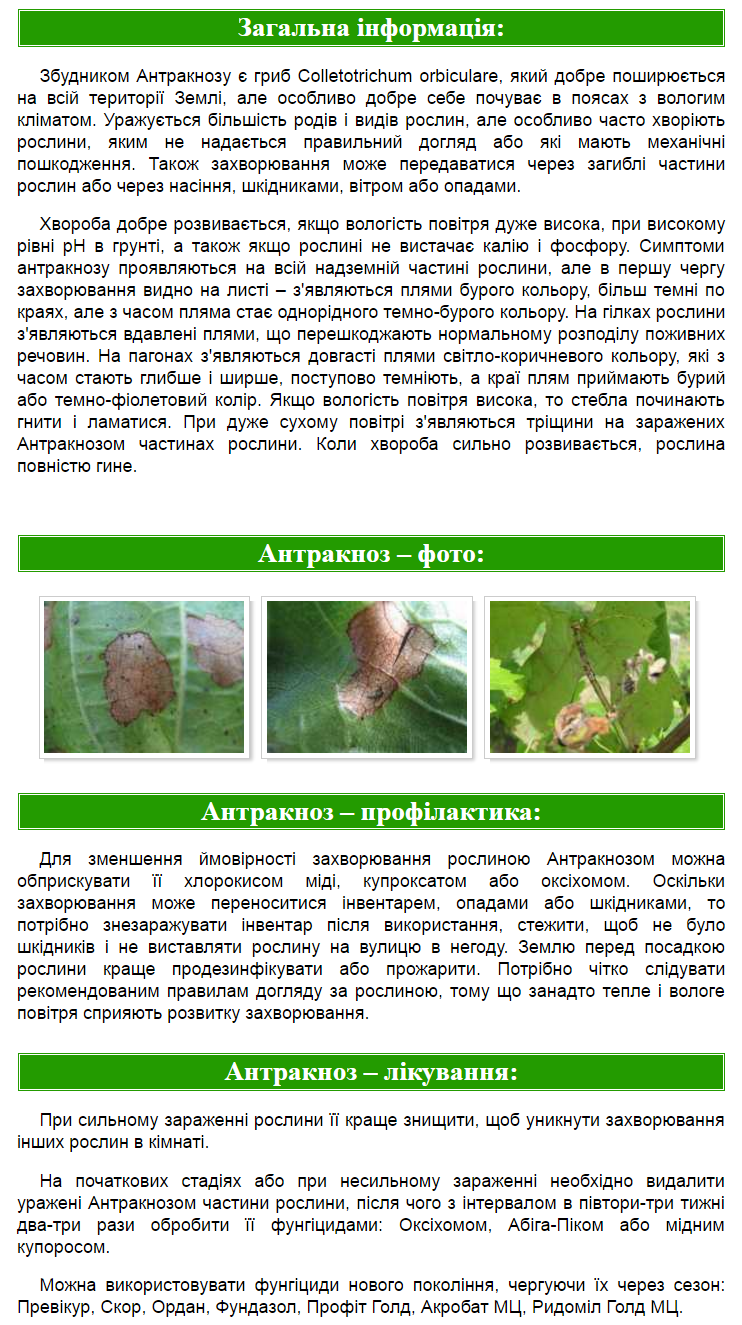 Загальна інформація:
Збудником Антракнозу є гриб Colletotrichum orbiculare, який добре поширюється
на всій території Землі, але особливо добре себе почуває в поясах з вологим
кліматом. Уражується більшість родів і видів рослин, але особливо часто хворіють
рослини, яким не надається правильний догляд або які мають механічні
пошкодження. Також захворювання може передаватися через загиблі частини
рослин або через насіння, шкідниками, вітром або опадами.
Хвороба добре розвивається, якщо вологість повітря дуже висока, при високому
рівні pH в грунті, а також якщо рослині не вистачає калію і фосфору. Симптоми
антракнозу проявляються на всій надземній частині рослини, але в першу чергу
захворювання видно на листі – з'являються плями бурого кольору, більш темні по
краях, але з часом пляма стає однорідного темно-бурого кольору. На гілках рослини
з'являються вдавлені плями, що перешкоджають нормальному розподілу поживних
речовин. На пагонах з'являються довгасті плями світло-коричневого кольору, які з
часом стають глибше і ширше, поступово темніють, а краї плям приймають бурий
або темно-фіолетовий колір. Якщо вологість повітря висока, то стебла починають
гнити і ламатися. При дуже сухому повітрі з'являються тріщини на заражених
Антракнозом частинах рослини. Коли хвороба сильно розвивається, рослина
повністю гине.
Антракноз – фото:
Антракноз – профілактика:
Для зменшення ймовірності захворювання рослиною Антракнозом можна
обприскувати її хлорокисом міді, купроксатом або оксіхомом. Оскільки
захворювання може переноситися інвентарем, опадами або шкідниками, то
потрібно знезаражувати інвентар після використання, стежити, щоб не було
шкідників і не виставляти рослину на вулицю в негоду. Землю перед посадкою
рослини краще продезинфікувати або прожарити. Потрібно чітко слідувати
рекомендованим правилам догляду за рослиною, тому що занадто тепле і вологе
повітря сприяють розвитку захворювання.
Антракноз – лікування:
При сильному зараженні рослини її краще знищити, щоб уникнути захворювання
інших рослин в кімнаті.
На початкових стадіях або при несильному зараженні необхідно видалити
уражені Антракнозом частини рослини, після чого з інтервалом в півтори-три тижні
два-три рази обробити її фунгіцидами: Оксіхомом, Абіга-Піком або мідним
купоросом.
Можна використовувати фунгіциди нового покоління, чергуючи їх через сезон:
Превікур, Скор, Ордан, Фундазол, Профіт Голд, Акробат МЦ, Ридоміл Голд МЦ.